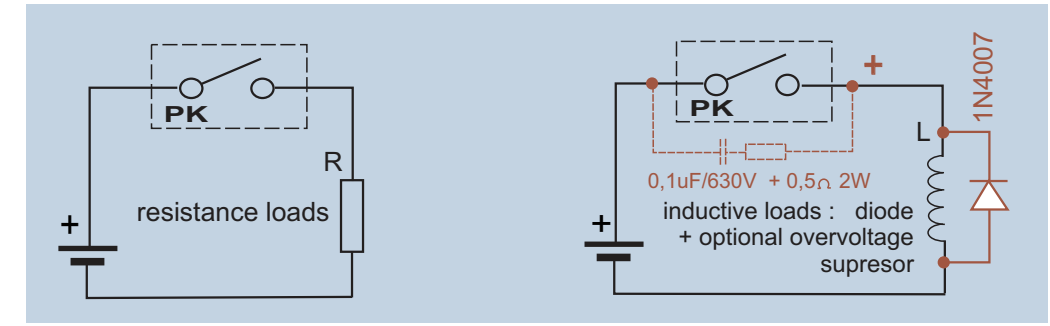 PK
R
resistance loads
+
PK
+
1N4007
L
0,1uF/630V + 0,5Ω 2W
+
inductive loads : diode
+ optional overvoltage
supresor